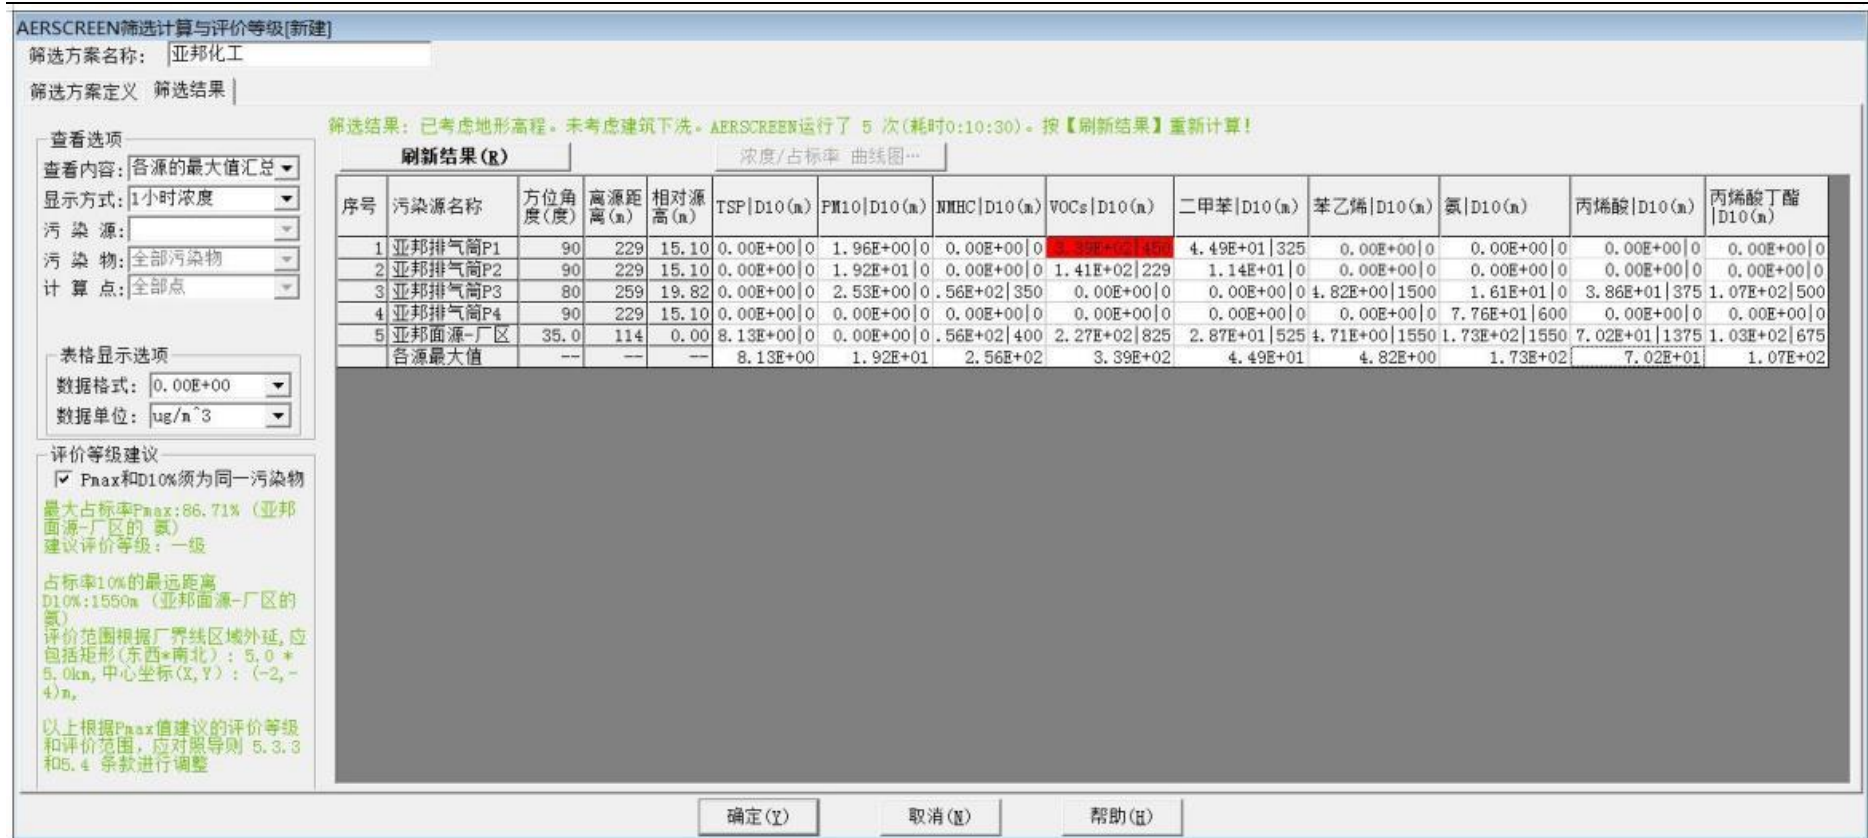 AERSCREEN筛选计算与评价等级[新建]
筛选方案名称: 亚邦化工
筛选方案定义 筛选结果
查看选项
查看内容: 各源的最大值汇总
显示方式: 1小时浓度
污 染 源:
污 染 物: 全部污染物
计 算 点: 全部点
表格显示选项
数据格式: 0.00E+00
数据单位: ug/m^3
评价等级建议
Pmax和D10%须为同一污染物
最大占标率Pmax:86.71% (亚邦
面源-厂区的 氨)
建议评价等级: 一级
占标率10%的最远距离
D10%:1550m (亚邦面源-厂区的
氨)
评价范围根据厂界线区域外延,应
包括矩形(东西*南北): 5.0 *
5.0km,中心坐标(X,Y): (-2,-
4)m,
以上根据Pmax值建议的评价等级
和评价范围,应对照导则 5.3.3
和5.4 条款进行调整
筛选结果: 已考虑地形高程。未考虑建筑下洗。AERSCREEN运行了 5 次(耗时0:10:30)。按【刷新结果】重新计算!
刷新结果(R) 浓度/占标率 曲线图…
序号 污染源名称 方位角度(度) 离源距离(m) 相对源高(m) TSP|D10(m) PM10|D10(m) NMHC|D10(m) VOCs|D10(m) 二甲苯|D10(m) 苯乙烯|D10(m) 氨|D10(m) 丙烯酸|D10(m) 丙烯酸丁酯|D10(m)
1 亚邦排气筒P1 90 229 15.10 0.00E+00|0 1.96E+00|0 0.00E+00|0 3.39E+02|450 4.49E+01|325 0.00E+00|0 0.00E+00|0 0.00E+00|0 0.00E+00|0
2 亚邦排气筒P2 90 229 15.10 0.00E+00|0 1.92E+01|0 0.00E+00|0 1.41E+02|229 1.14E+01|0 0.00E+00|0 0.00E+00|0 0.00E+00|0 0.00E+00|0
3 亚邦排气筒P3 80 259 19.82 0.00E+00|0 2.53E+00|0 .56E+02|350 0.00E+00|0 0.00E+00|0 4.82E+00|1500 1.61E+01|0 3.86E+01|375 1.07E+02|500
4 亚邦排气筒P4 90 229 15.10 0.00E+00|0 0.00E+00|0 0.00E+00|0 0.00E+00|0 0.00E+00|0 0.00E+00|0 7.76E+01|600 0.00E+00|0 0.00E+00|0
5 亚邦面源-厂区 35.0 114 0.00 8.13E+00|0 0.00E+00|0 .56E+02|400 2.27E+02|825 2.87E+01|525 4.71E+00|1550 1.73E+02|1550 7.02E+01|1375 1.03E+02|675
各源最大值 -- -- -- 8.13E+00 1.92E+01 2.56E+02 3.39E+02 4.49E+01 4.82E+00 1.73E+02 7.02E+01 1.07E+02
确定(Y) 取消(N) 帮助(H)